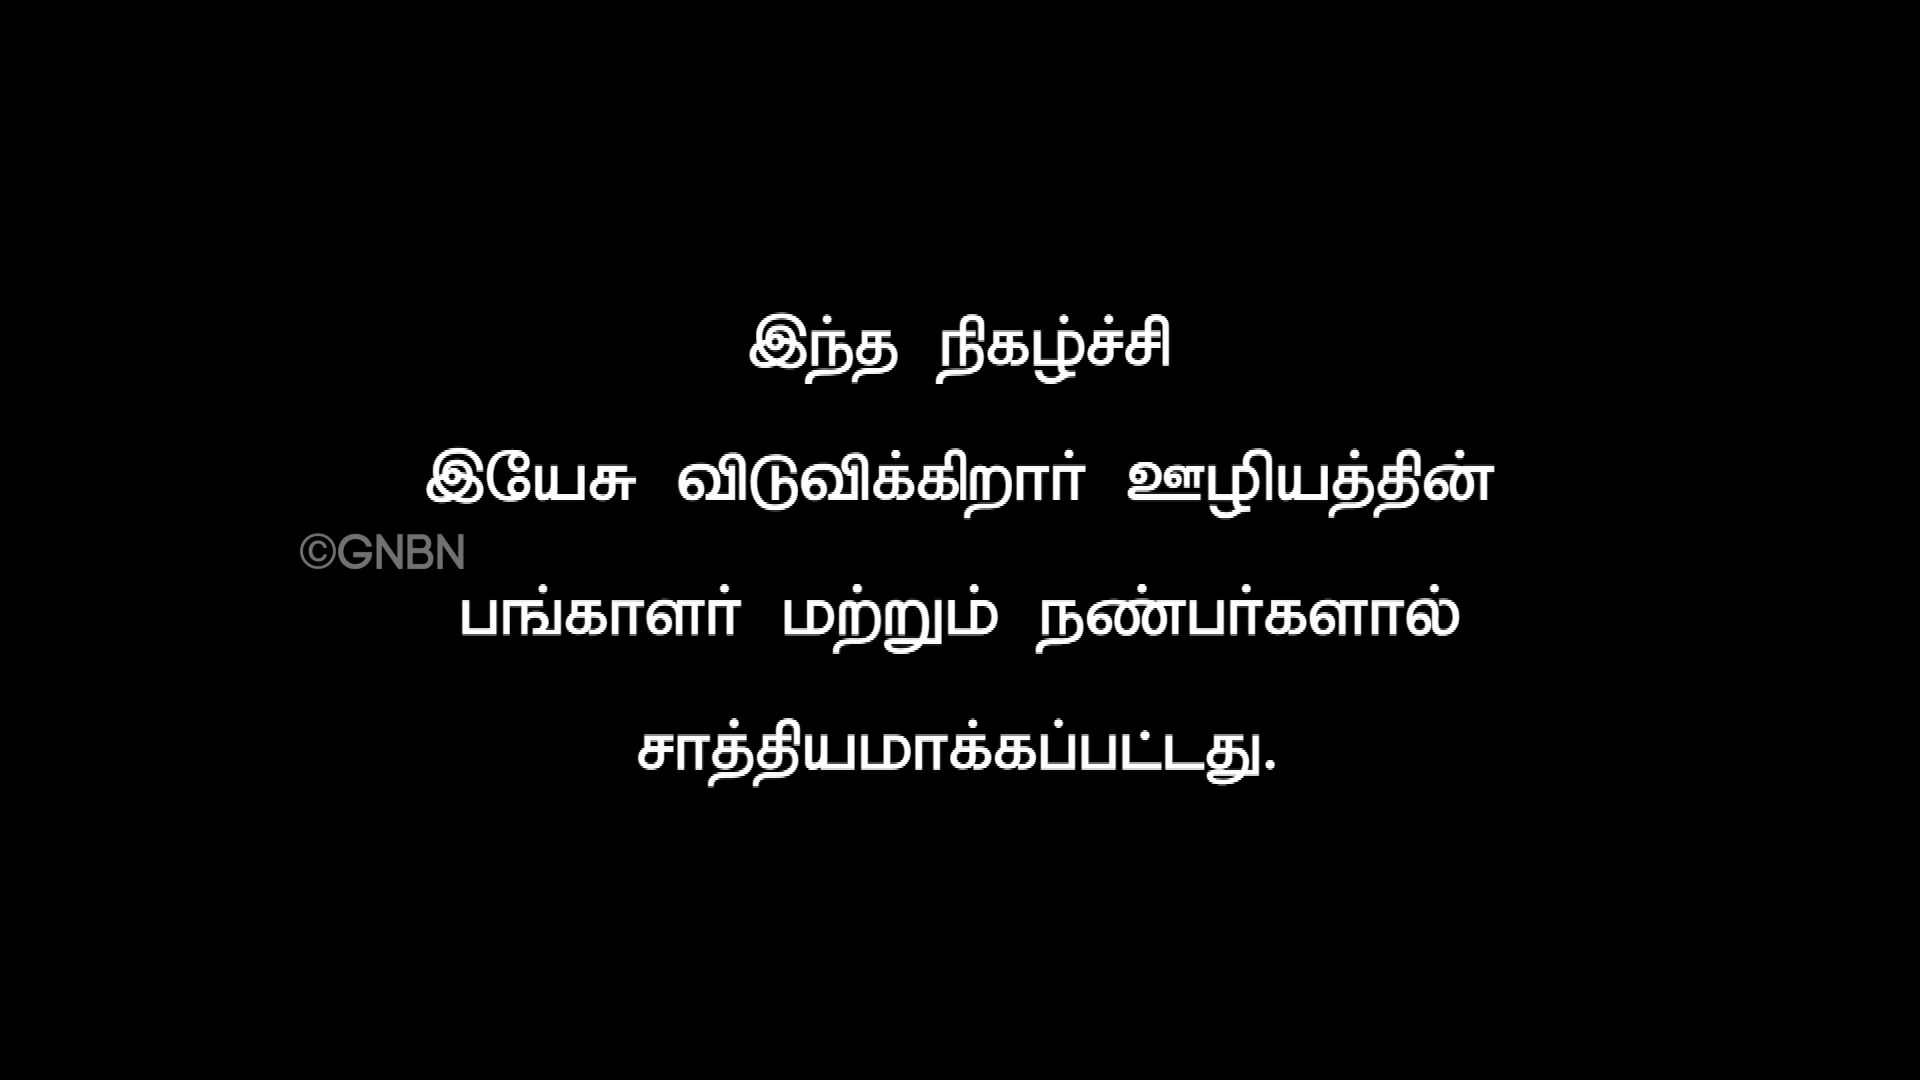 இந்த நிகழ்ச்சி
இயேசு விடுவிக்கிறார் ஊழியத்தின்
©GNBN
பங்காளர் மற்றும் நண்பர்களால்
சாத்தியமாக்கப்பட்டது.